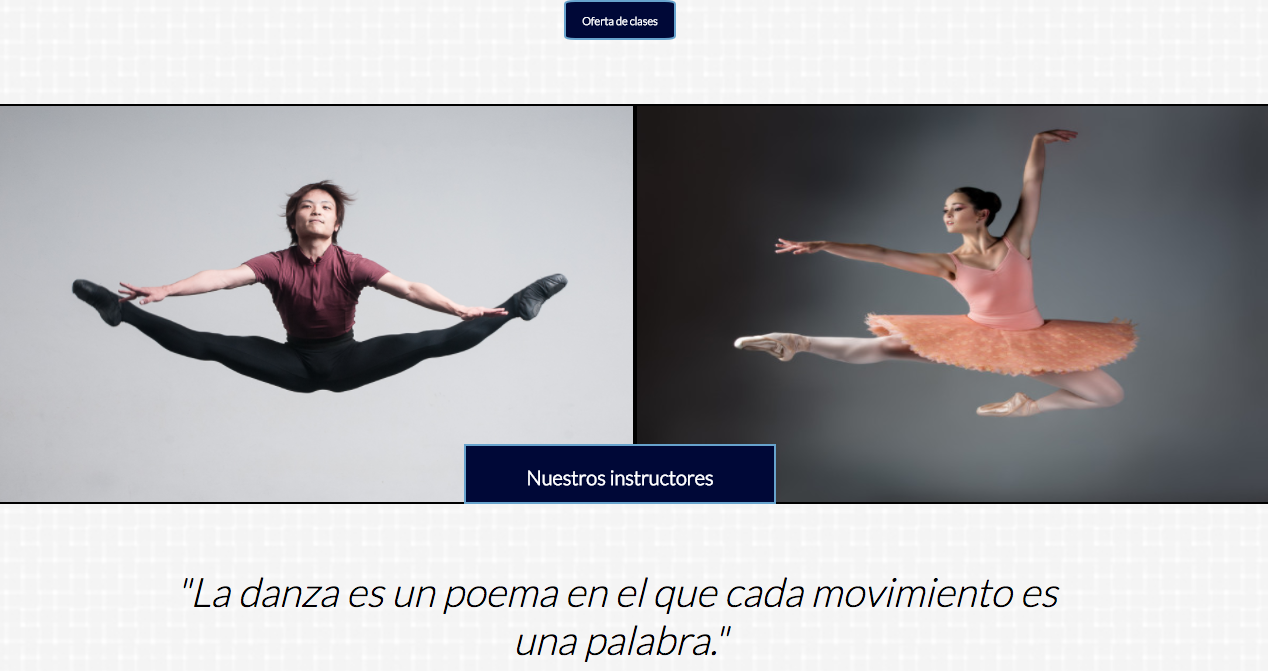 Oferta de clases
Nuestros instructores
"La danza es un poema en el que cada movimiento es
una palabra."